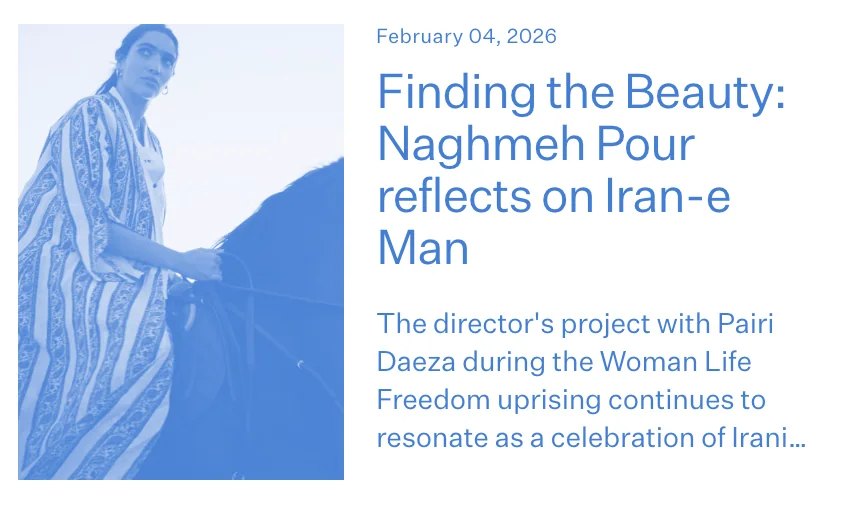 February 04, 2026
Finding the Beauty:
Naghmeh Pour
reflects on Iran-e
Man
The director's project with Pairi
Daeza during the Woman Life
Freedom uprising continues to
resonate as a celebration of Irani...